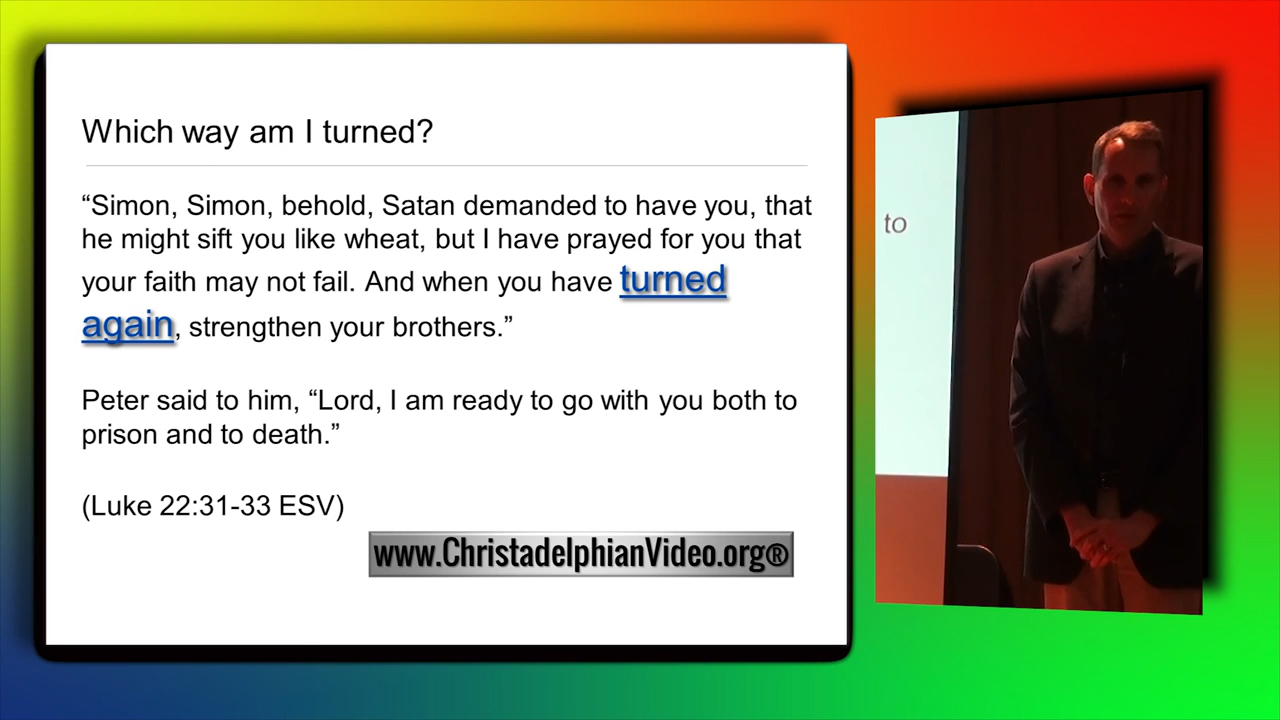 Which way am I turned?
“Simon, Simon, behold, Satan demanded to have you, that
he might sift you like wheat, but I have prayed for you that
your faith may not fail. And when you have turned
again, strengthen your brothers.”
Peter said to him, “Lord, I am ready to go with you both to
prison and to death.”
(Luke 22:31-33 ESV)
www.ChristadelphianVideo.org®
to